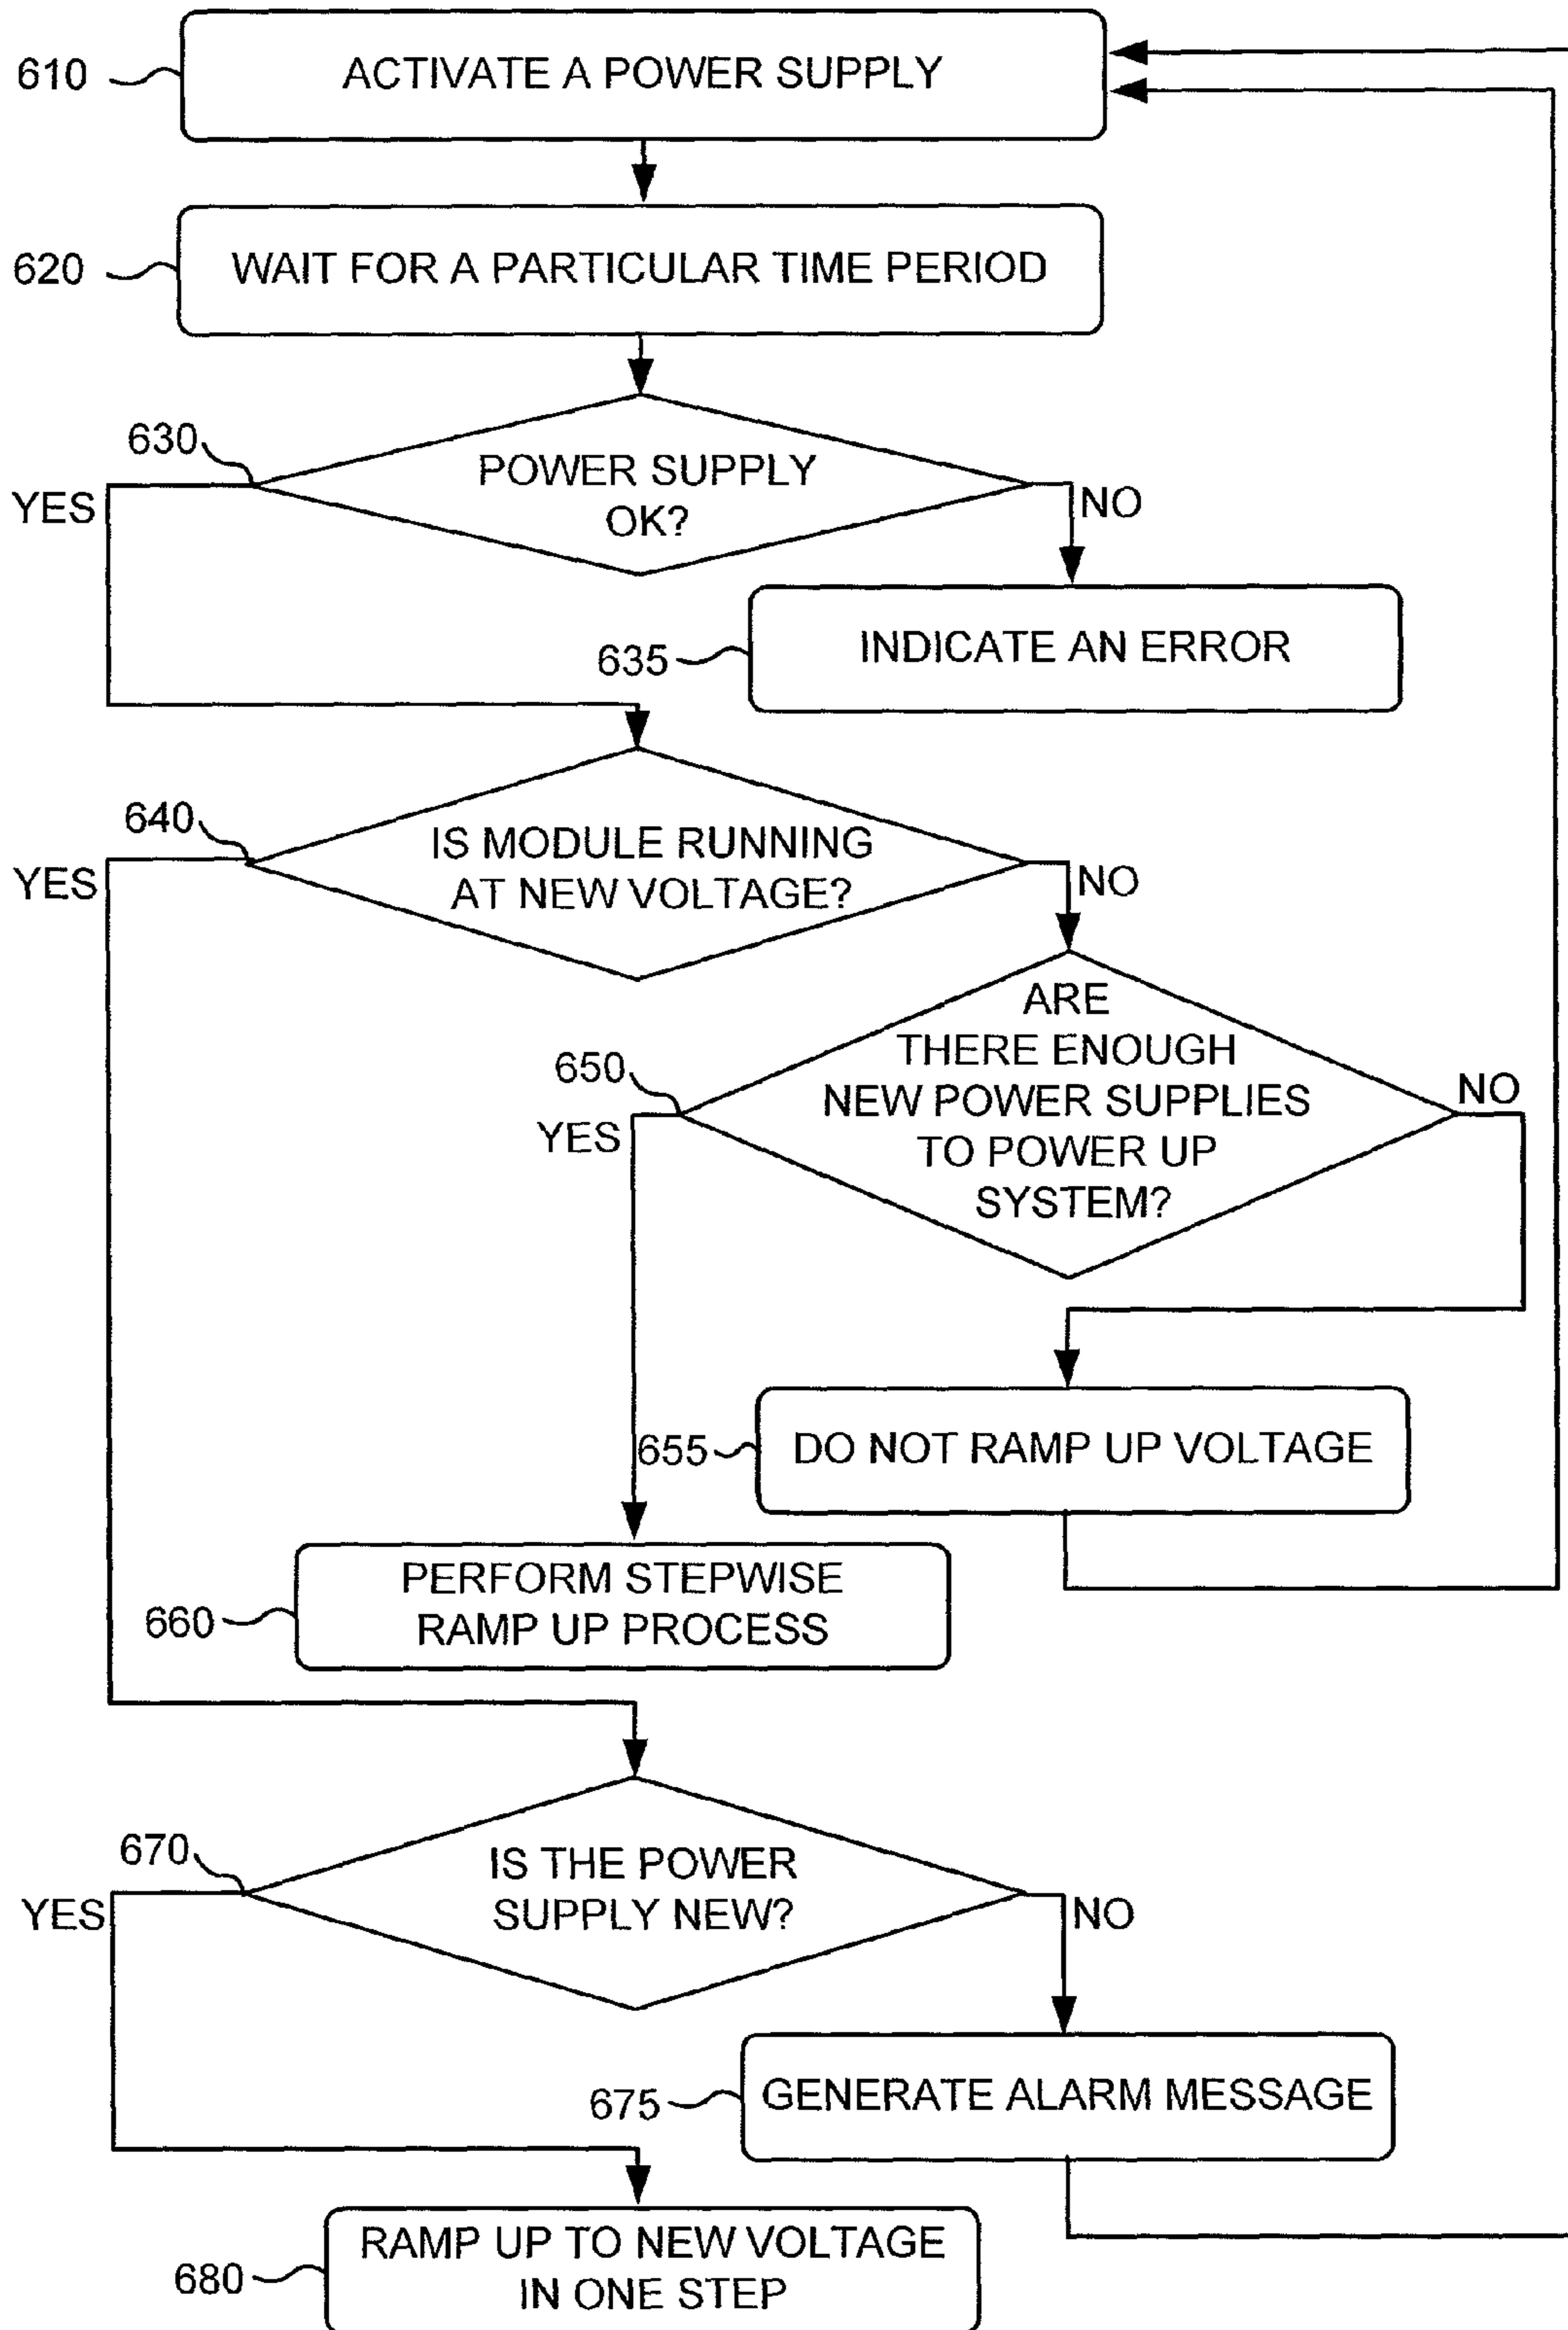 610
ACTIVATE A POWER SUPPLY
620
WAIT FOR A PARTICULAR TIME PERIOD
630
POWER SUPPLY
OK?
YES
NO
635
INDICATE AN ERROR
640
IS MODULE RUNNING
AT NEW VOLTAGE?
YES
NO
650
ARE
THERE ENOUGH
NEW POWER SUPPLIES
TO POWER UP
SYSTEM?
YES
NO
655
DO NOT RAMP UP VOLTAGE
660
PERFORM STEPWISE
RAMP UP PROCESS
670
IS THE POWER
SUPPLY NEW?
YES
NO
675
GENERATE ALARM MESSAGE
680
RAMP UP TO NEW VOLTAGE
IN ONE STEP